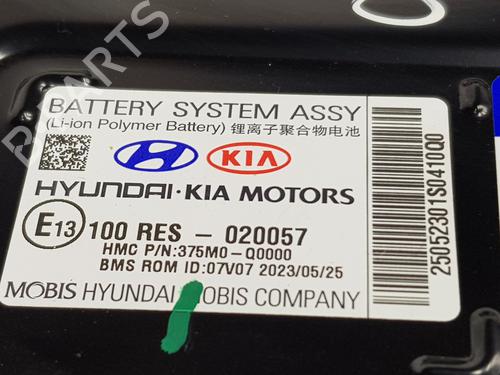 BATTERY SYSTEM ASSY
(Li-ion Polymer Battery) 锂离子聚合物电池
KIA
HYUNDAI · KIA MOTORS
E13 100 RES - 020057
HMC P/N:375M0-Q0000
BMS ROM ID:07V07 2023/05/25
MOBIS HYUNDAI MOBIS COMPANY
25052301S0410Q0
PARTS